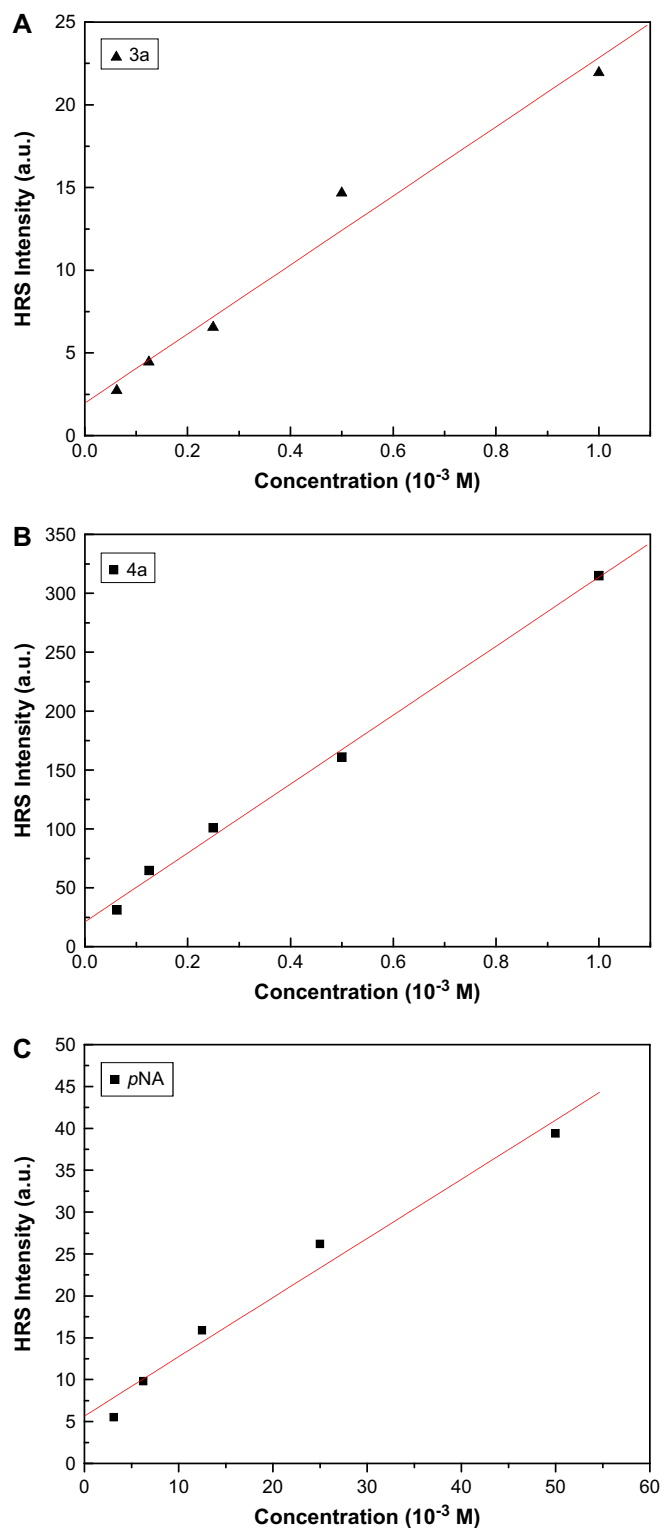 A
3a
25
20
15
10
5
0
0.0 0.2 0.4 0.6 0.8 1.0
HRS Intensity (a.u.)
Concentration (10⁻³ M)
B
4a
350
300
250
200
150
100
50
0
0.0 0.2 0.4 0.6 0.8 1.0
HRS Intensity (a.u.)
Concentration (10⁻³ M)
C
pNA
50
45
40
35
30
25
20
15
10
5
0
0 10 20 30 40 50 60
HRS Intensity (a.u.)
Concentration (10⁻³ M)